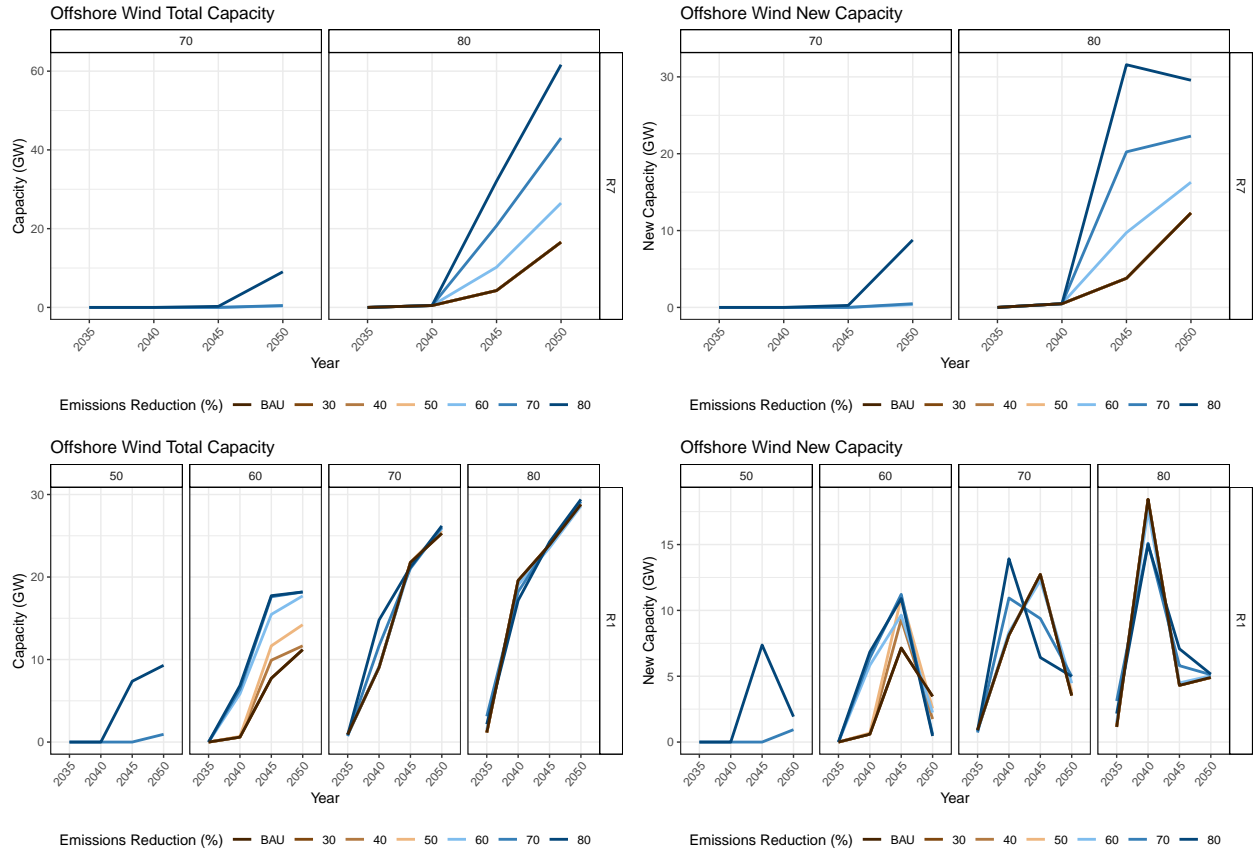 Offshore Wind Total Capacity
70 80
60
40
20
0
Capacity (GW)
R7
2035 2040 2045 2050 2035 2040 2045 2050
Year
Emissions Reduction (%) BAU 30 40 50 60 70 80
Offshore Wind New Capacity
70 80
30
20
10
0
New Capacity (GW)
R7
2035 2040 2045 2050 2035 2040 2045 2050
Year
Emissions Reduction (%) BAU 30 40 50 60 70 80
Offshore Wind Total Capacity
50 60 70 80
30
20
10
0
Capacity (GW)
R1
2035 2040 2045 2050 2035 2040 2045 2050 2035 2040 2045 2050 2035 2040 2045 2050
Year
Emissions Reduction (%) BAU 30 40 50 60 70 80
Offshore Wind New Capacity
50 60 70 80
15
10
5
0
New Capacity (GW)
R1
2035 2040 2045 2050 2035 2040 2045 2050 2035 2040 2045 2050 2035 2040 2045 2050
Year
Emissions Reduction (%) BAU 30 40 50 60 70 80